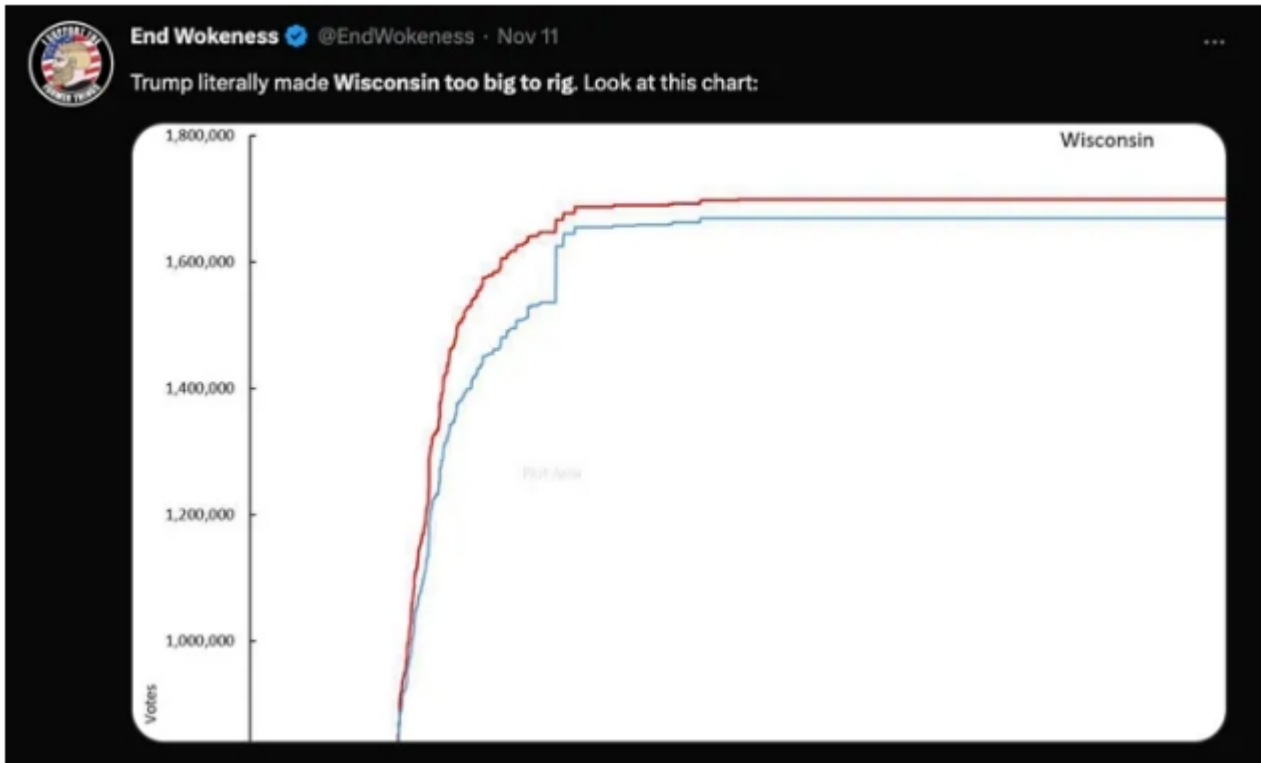 End Wokeness @EndWokeness · Nov 11
Trump literally made Wisconsin too big to rig. Look at this chart:
1,800,000
Wisconsin
1,600,000
1,400,000
1,200,000
1,000,000
Votes